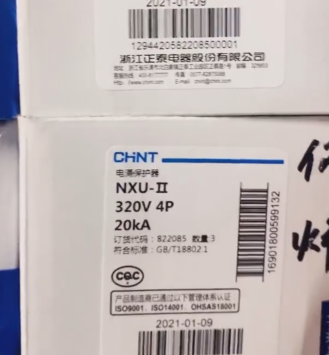 2021-01-09
1294420582208500001
浙江正泰电器股份有限公司
CHNT
电涌保护器
NXU-II
320V 4P
20kA
订货代码:822085 数量:3
符合标准:GB/T18802.1
1690180059​9132
CQC
产品制造商已通过以下管理体系认证
ISO9001、ISO14001、OHSAS18001
2021-01-09